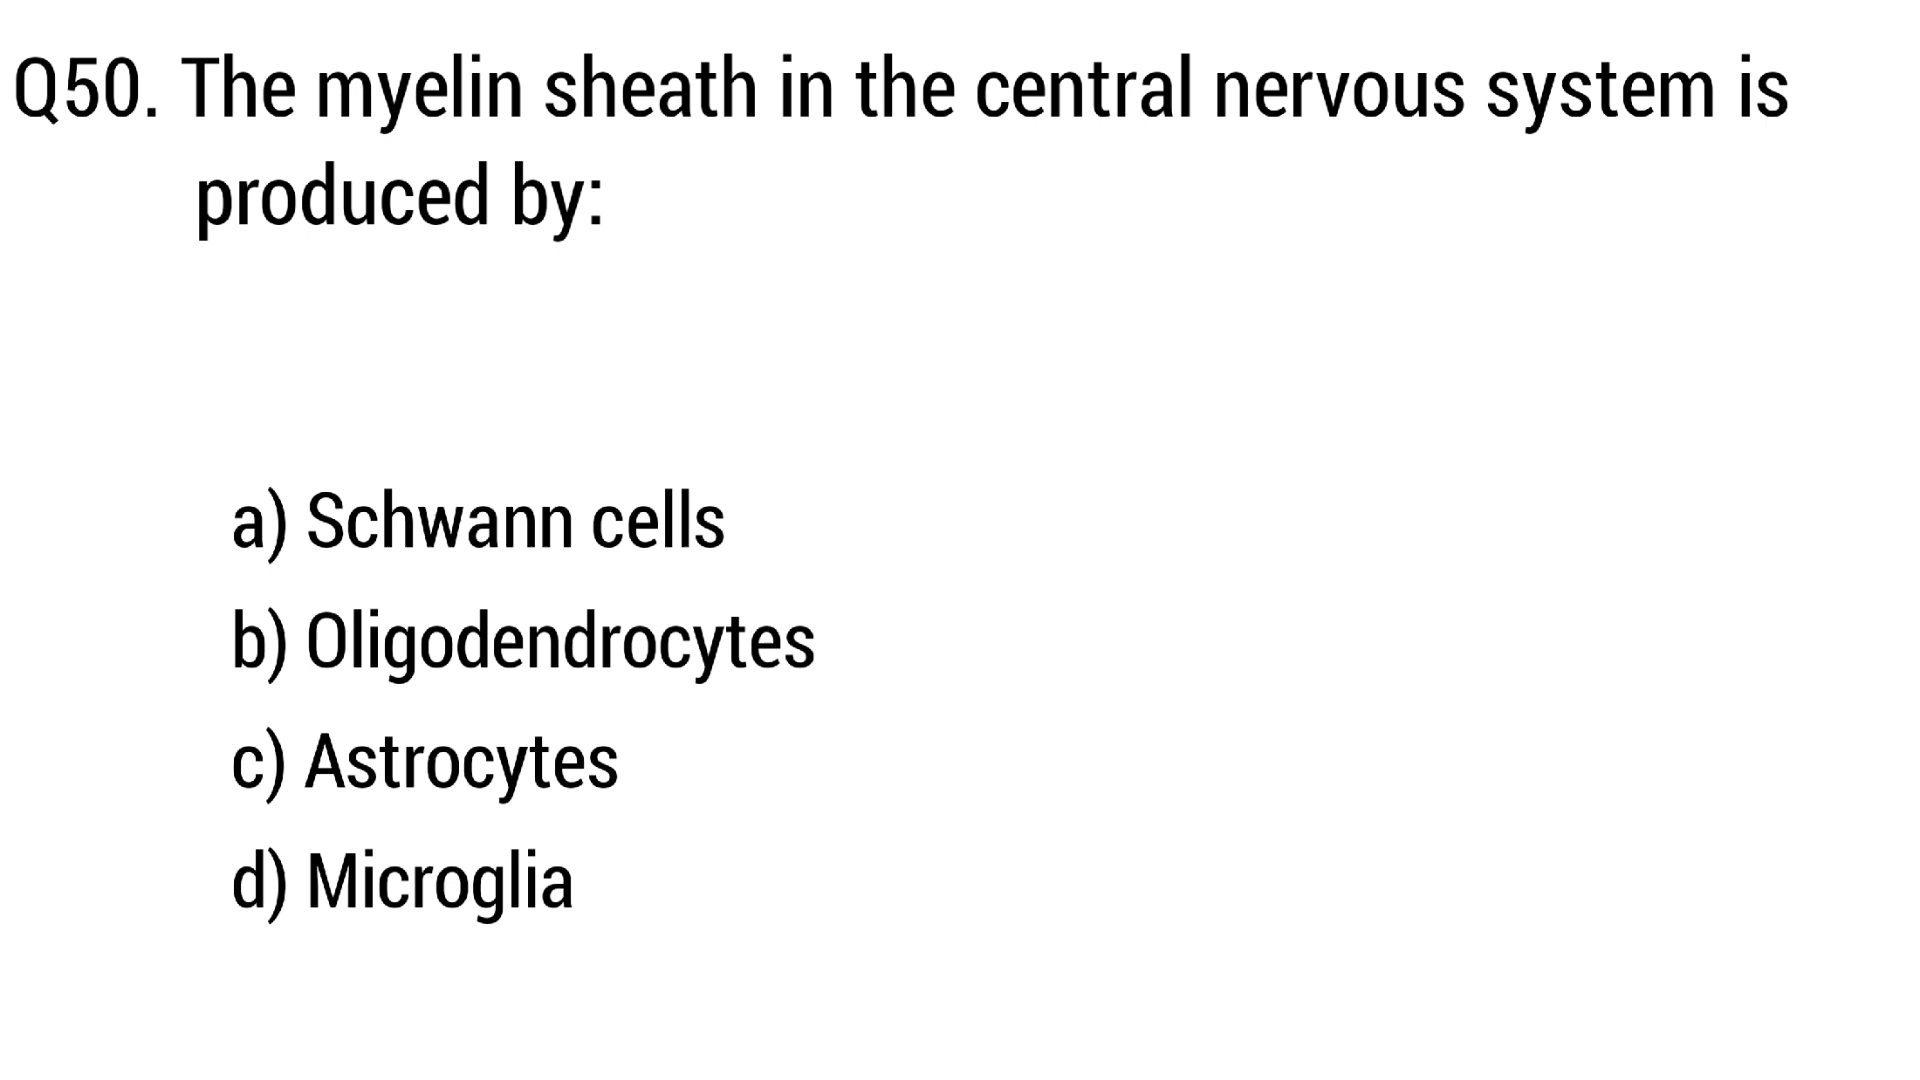 Q50. The myelin sheath in the central nervous system is
produced by:
a) Schwann cells
b) Oligodendrocytes
c) Astrocytes
d) Microglia